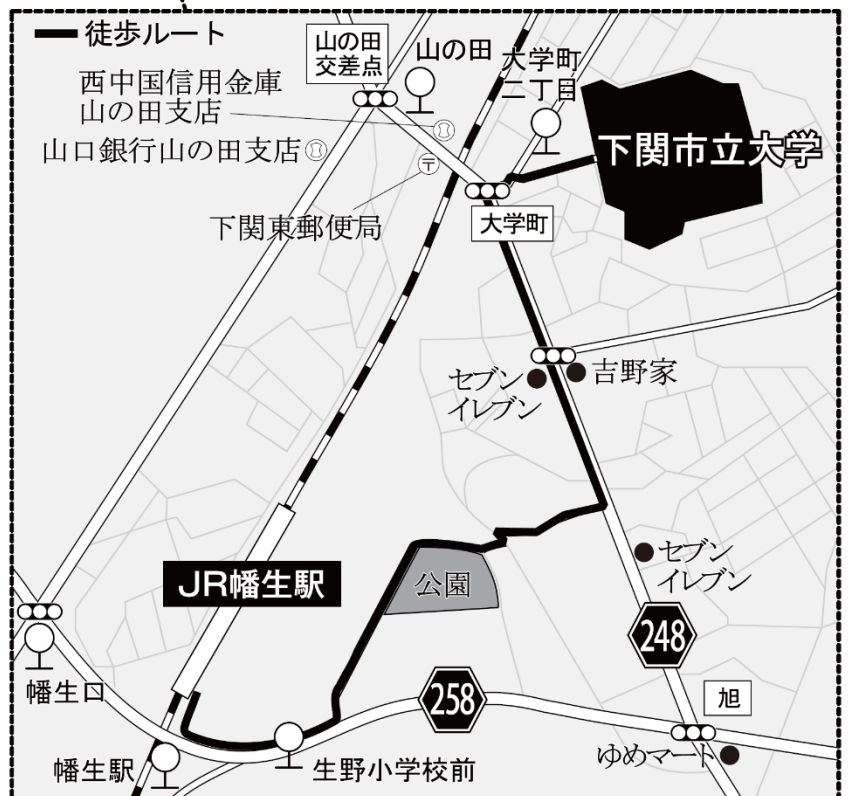 徒歩ルート
山の田
交差点
山の田
大学町
二丁目
西中国信用金庫
山の田支店
山口銀行山の田支店
〒
下関東郵便局
下関市立大学
大学町
セブン
イレブン
吉野家
JR幡生駅
公園
セブン
イレブン
248
幡生口
258
旭
幡生駅
生野小学校前
ゆめマート